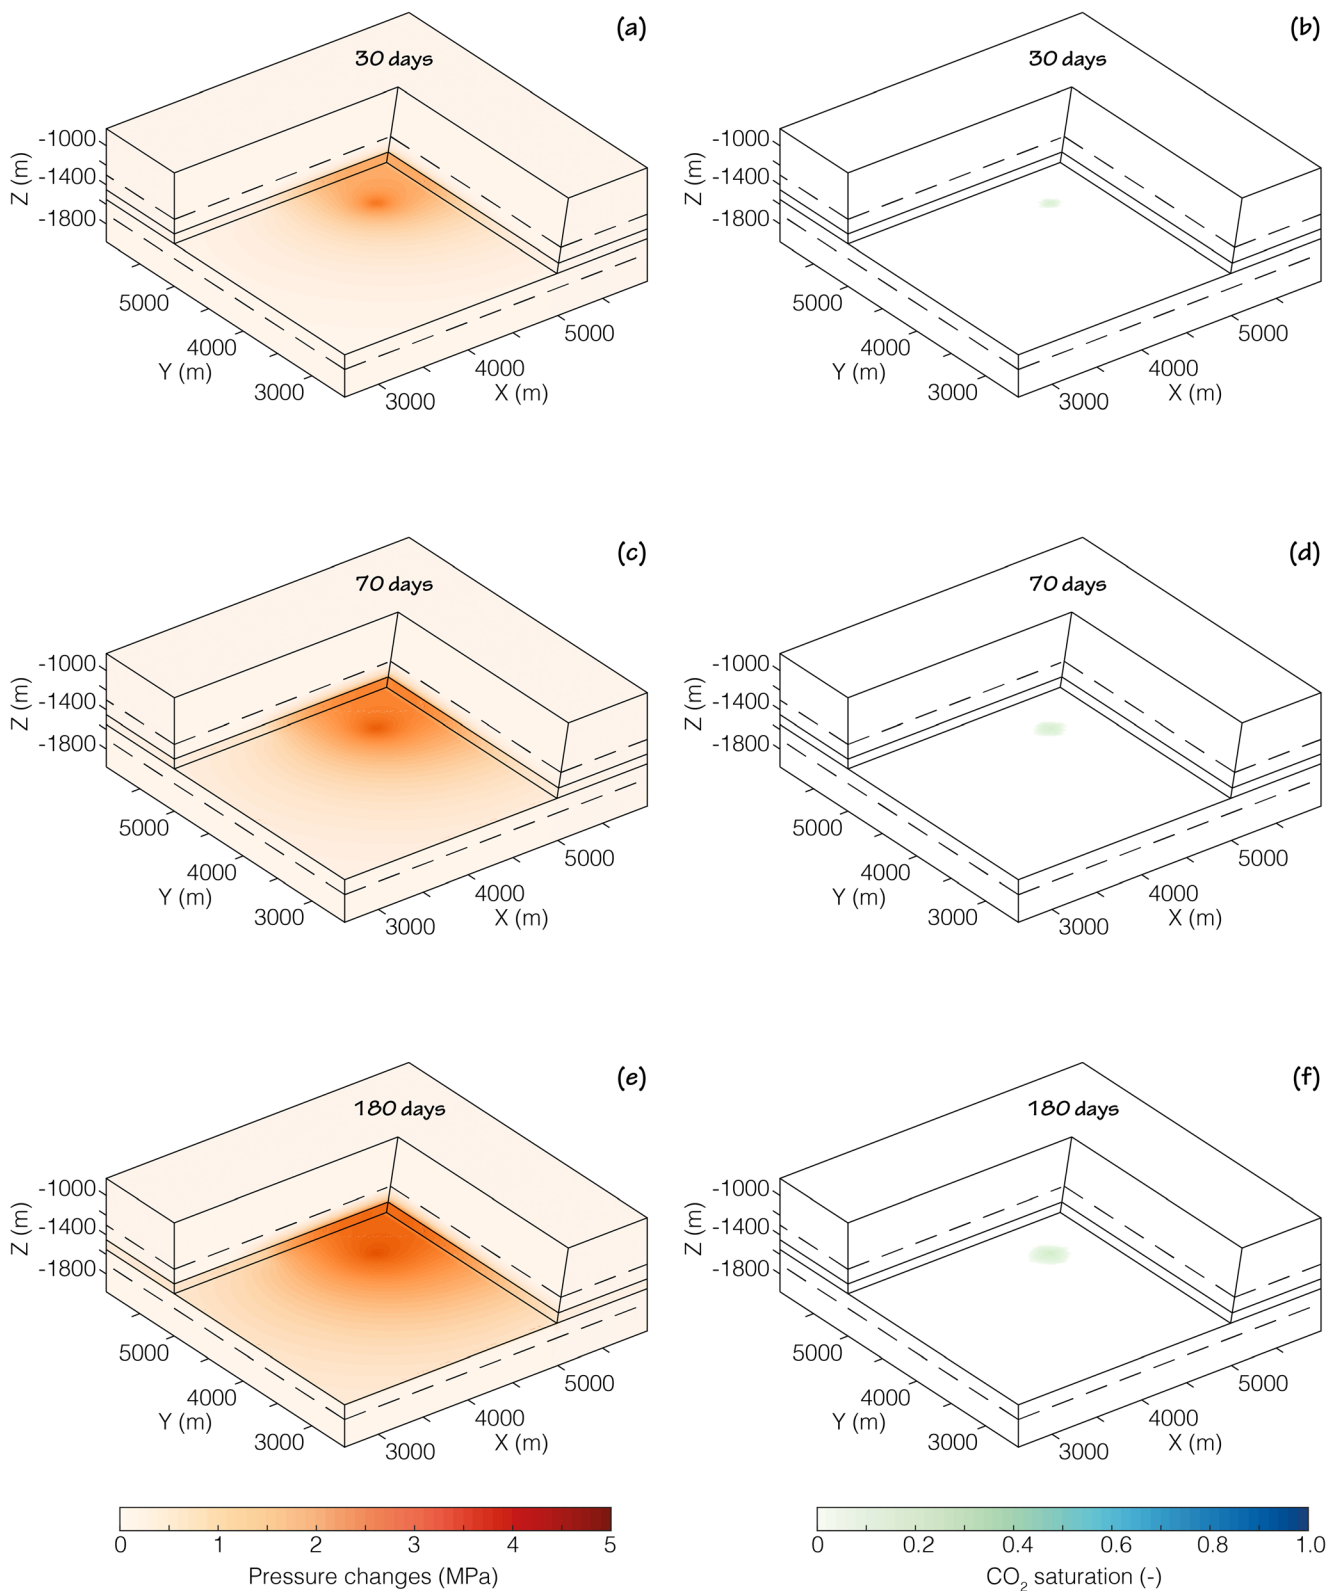 (a)
30 days
-1000
-1400
-1800
Z (m)
5000
4000
3000
Y (m)
3000
4000
5000
X (m)
(b)
30 days
-1000
-1400
-1800
Z (m)
5000
4000
3000
Y (m)
3000
4000
5000
X (m)
(c)
70 days
-1000
-1400
-1800
Z (m)
5000
4000
3000
Y (m)
3000
4000
5000
X (m)
(d)
70 days
-1000
-1400
-1800
Z (m)
5000
4000
3000
Y (m)
3000
4000
5000
X (m)
(e)
180 days
-1000
-1400
-1800
Z (m)
5000
4000
3000
Y (m)
3000
4000
5000
X (m)
(f)
180 days
-1000
-1400
-1800
Z (m)
5000
4000
3000
Y (m)
3000
4000
5000
X (m)
0 1 2 3 4 5
Pressure changes (MPa)
0 0.2 0.4 0.6 0.8 1.0
CO₂ saturation (-)